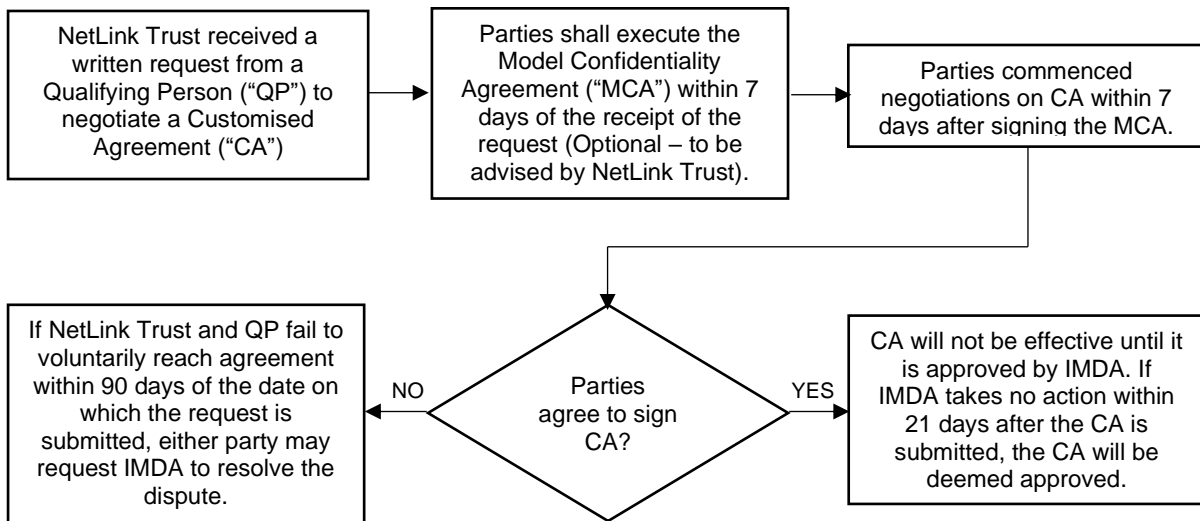 NetLink Trust received a
written request from a
Qualifying Person (“QP”) to
negotiate a Customised
Agreement (“CA”)
Parties shall execute the
Model Confidentiality
Agreement (“MCA”) within 7
days of the receipt of the
request (Optional – to be
advised by NetLink Trust).
Parties commenced
negotiations on CA within 7
days after signing the MCA.
If NetLink Trust and QP fail to
voluntarily reach agreement
within 90 days of the date on
which the request is
submitted, either party may
request IMDA to resolve the
dispute.
NO
Parties
agree to sign
CA?
YES
CA will not be effective until it
is approved by IMDA. If
IMDA takes no action within
21 days after the CA is
submitted, the CA will be
deemed approved.